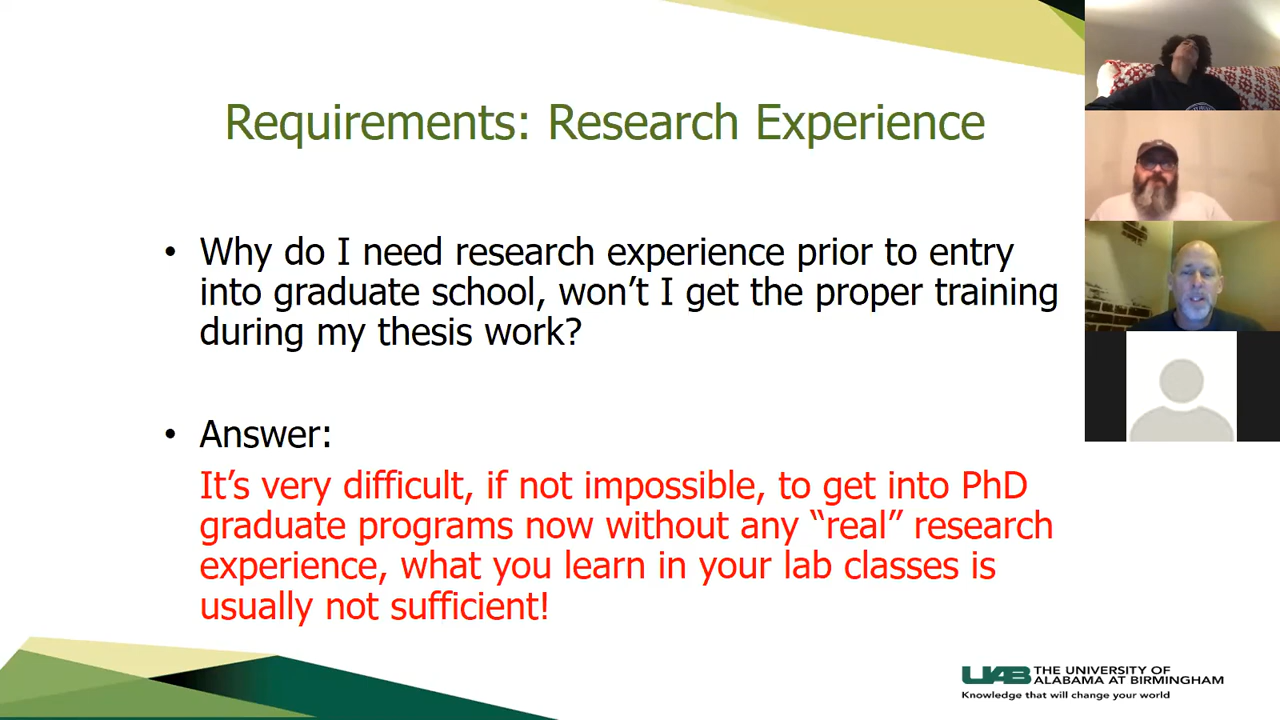 Requirements: Research Experience
• Why do I need research experience prior to entry
into graduate school, won’t I get the proper training
during my thesis work?
• Answer:
It’s very difficult, if not impossible, to get into PhD
graduate programs now without any “real” research
experience, what you learn in your lab classes is
usually not sufficient!
UAB THE UNIVERSITY OF
ALABAMA AT BIRMINGHAM
Knowledge that will change your world